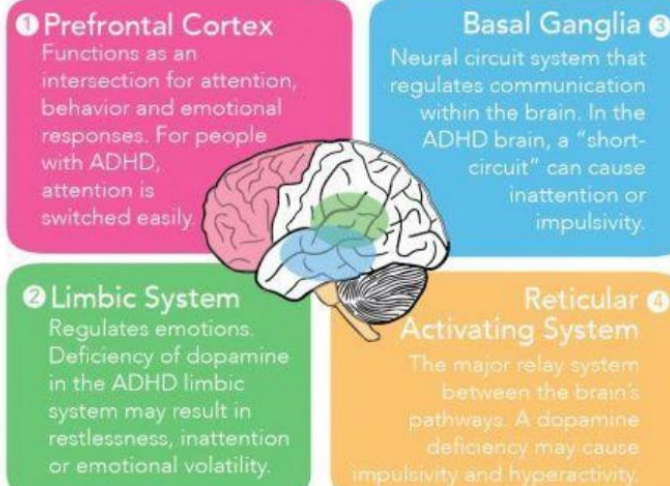 1 Prefrontal Cortex
Functions as an
intersection for attention,
behavior and emotional
responses. For people
with ADHD,
attention is
switched easily.
2 Limbic System
Regulates emotions.
Deficiency of dopamine
in the ADHD limbic
system may result in
restlessness, inattention
or emotional volatility.
Basal Ganglia 3
Neural circuit system that
regulates communication
within the brain. In the
ADHD brain, a “short-
circuit” can cause
inattention or
impulsivity.
Reticular 4
Activating System
The major relay system
between the brain’s
pathways. A dopamine
deficiency may cause
impulsivity and hyperactivity.